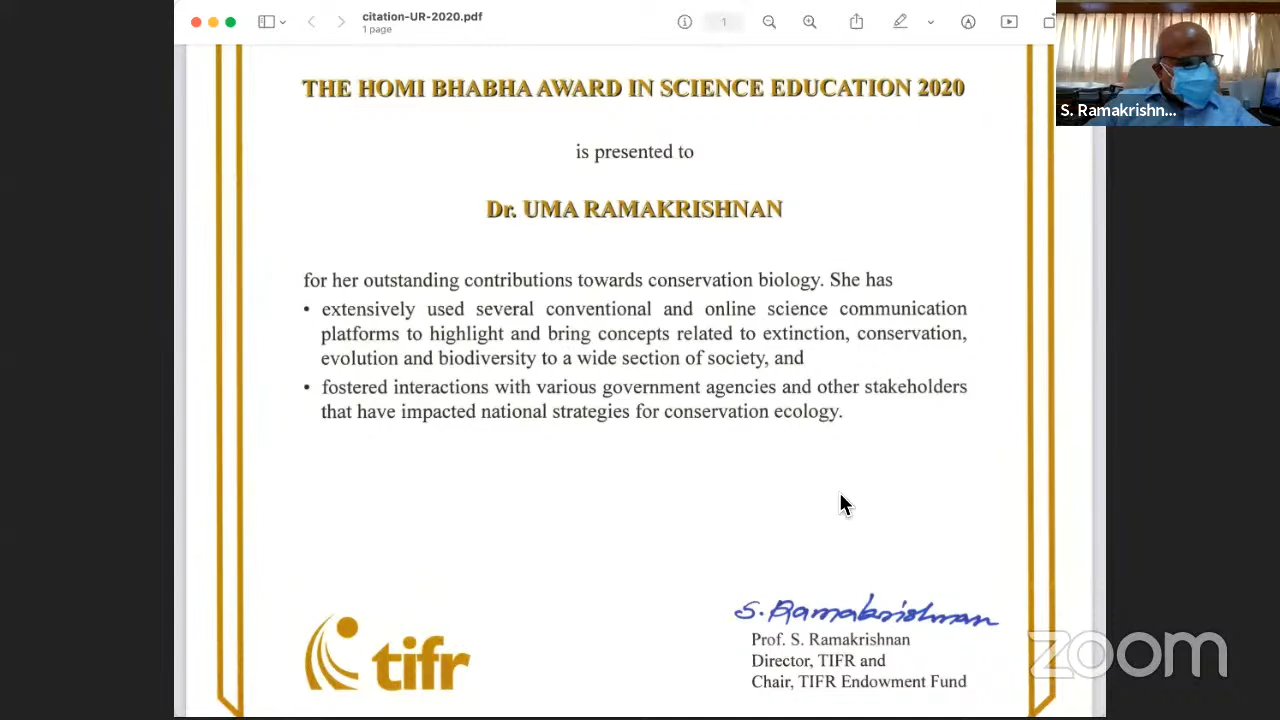 citation-UR-2020.pdf
1 page
1
THE HOMI BHABHA AWARD IN SCIENCE EDUCATION 2020
is presented to
Dr. UMA RAMAKRISHNAN
for her outstanding contributions towards conservation biology. She has
• extensively used several conventional and online science communication
platforms to highlight and bring concepts related to extinction, conservation,
evolution and biodiversity to a wide section of society, and
• fostered interactions with various government agencies and other stakeholders
that have impacted national strategies for conservation ecology.
S. Ramakrishnan
Prof. S. Ramakrishnan
Director, TIFR and
Chair, TIFR Endowment Fund
tifr
S. Ramakrishn...
zoom